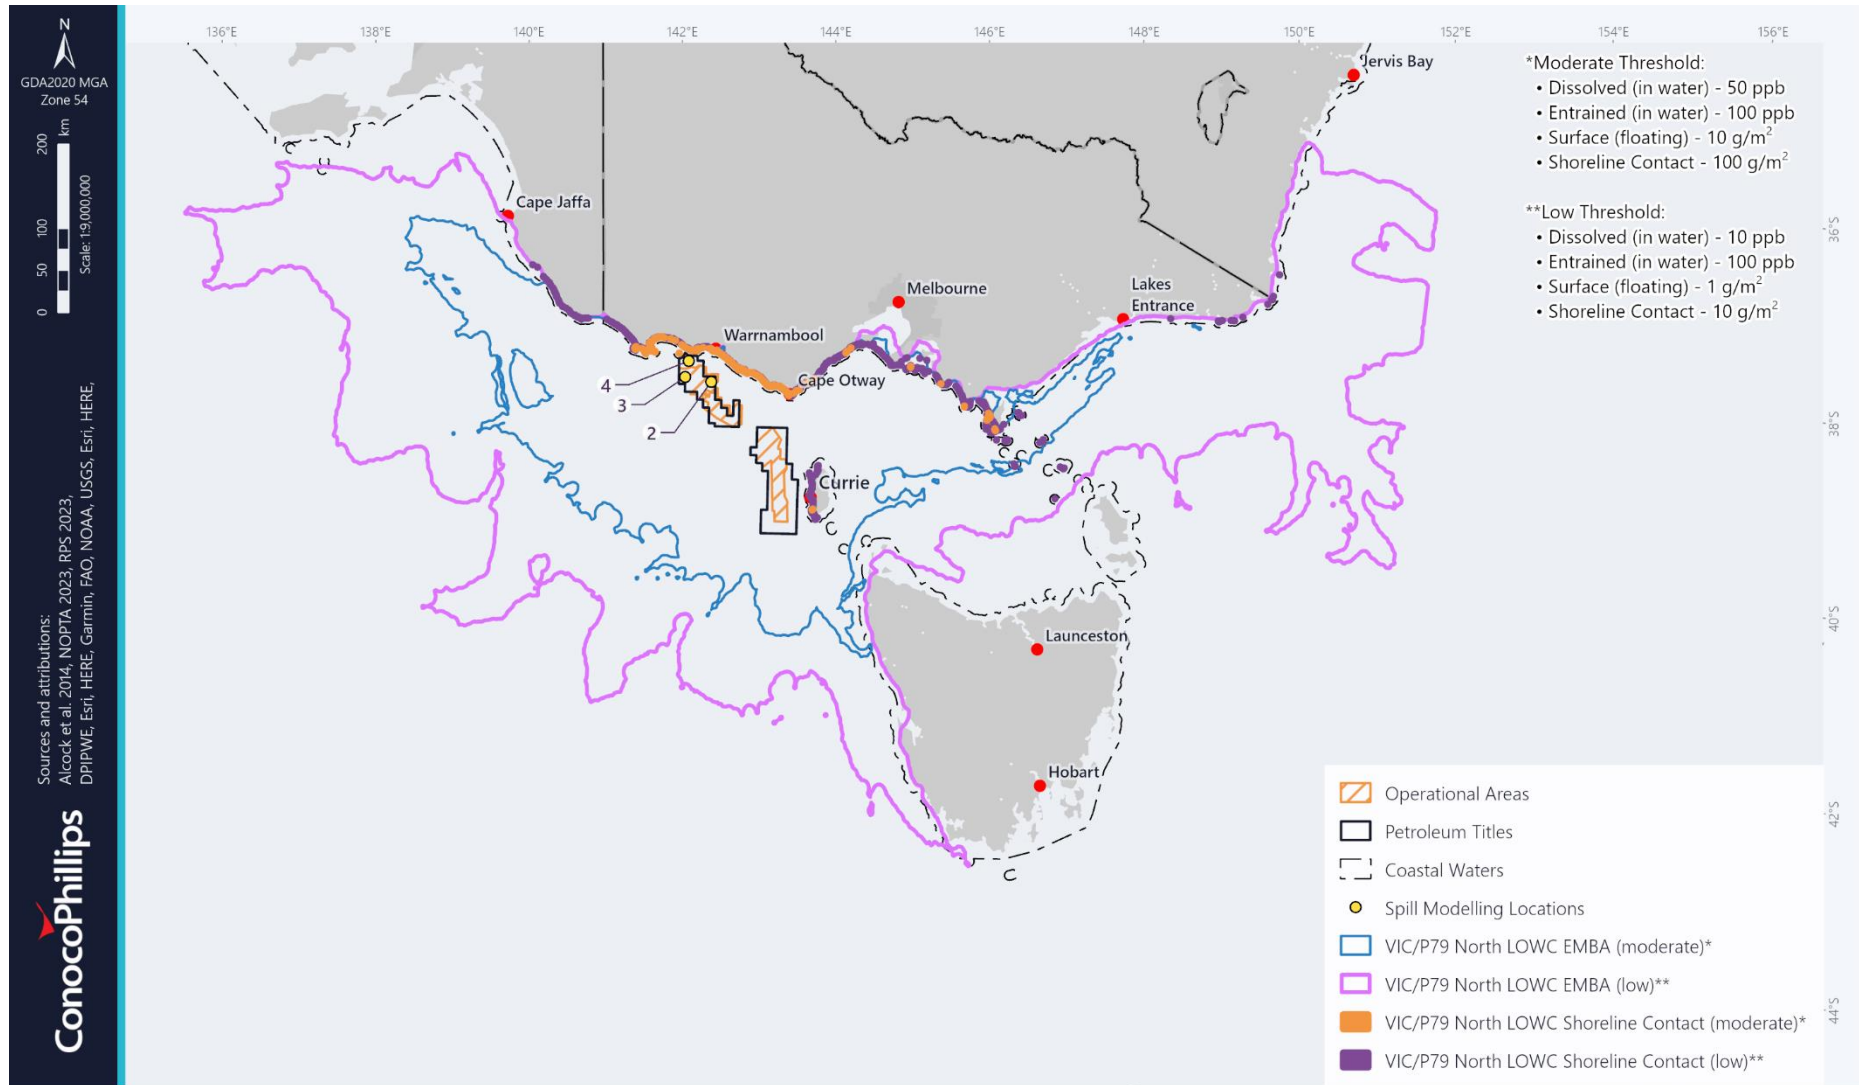 N
GDA2020 MGA
Zone 54
0 50 100 200
km
Scale: 1:9,000,000
Sources and attributions:
Alcock et al. 2014, NOPTA 2023, RPS 2023,
DPIPWE, Esri, HERE, Garmin, FAO, NOAA, USGS, Esri, HERE,
ConocoPhillips
136°E 138°E 140°E 142°E 144°E 146°E 148°E 150°E 152°E 154°E 156°E
36°S
38°S
40°S
42°S
44°S
Jervis Bay
Cape Jaffa
Melbourne
Lakes
Entrance
Warrnambool
Cape Otway
4
3
2
Currie
Launceston
Hobart
*Moderate Threshold:
• Dissolved (in water) - 50 ppb
• Entrained (in water) - 100 ppb
• Surface (floating) - 10 g/m²
• Shoreline Contact - 100 g/m²
**Low Threshold:
• Dissolved (in water) - 10 ppb
• Entrained (in water) - 100 ppb
• Surface (floating) - 1 g/m²
• Shoreline Contact - 10 g/m²
Operational Areas
Petroleum Titles
Coastal Waters
Spill Modelling Locations
VIC/P79 North LOWC EMBA (moderate)*
VIC/P79 North LOWC EMBA (low)**
VIC/P79 North LOWC Shoreline Contact (moderate)*
VIC/P79 North LOWC Shoreline Contact (low)**